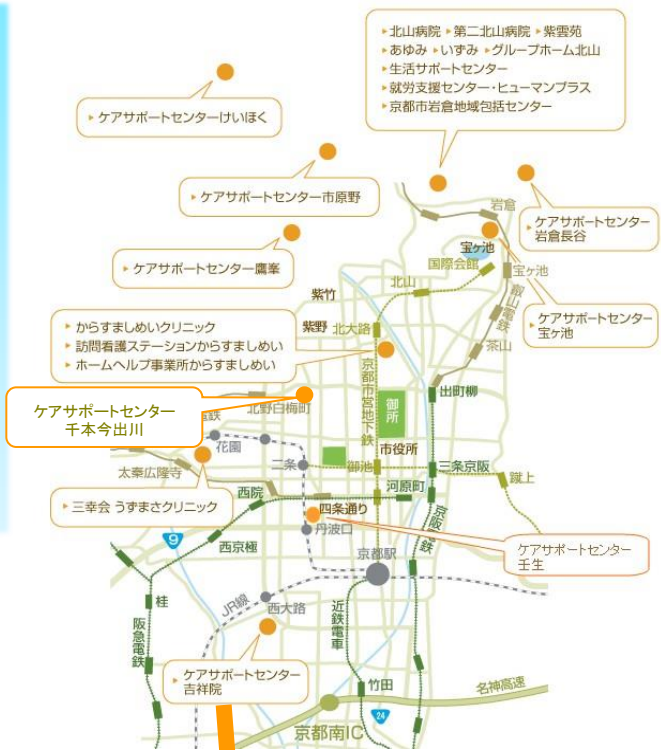 ▸北山病院 ▸第二北山病院 ▸紫雲苑
▸あゆみ ▸いずみ ▸グループホーム北山
▸生活サポートセンター
▸就労支援センター・ヒューマンプラス
▸京都市岩倉地域包括センター
▸ケアサポートセンターけいほく
▸ケアサポートセンター市原野
岩倉
▸ケアサポートセンター
岩倉長谷
宝ヶ池
国際会館
宝ヶ池
▸ケアサポートセンター鷹峯
北山
叡山電鉄
紫竹
▸ケアサポートセンター
宝ヶ池
▸からすましめいクリニック
▸訪問看護ステーションからすましめい
▸ホームヘルプ事業所からすましめい
紫野
北大路
茶山
京都市営地下鉄
出町柳
ケアサポートセンター
千本今出川
電鉄
北野白梅町
御所
花園
市役所
太秦広隆寺
二条
御池
三条京阪
蹴上
西院
河原町
▸三幸会 うずまさクリニック
四条通り
京阪電鉄
9
西京極
丹波口
京都駅
ケアサポートセンター
壬生
桂
JR線
西大路
阪急電鉄
近鉄電車
▸ケアサポートセンター
吉祥院
竹田
名神高速
24
京都南IC